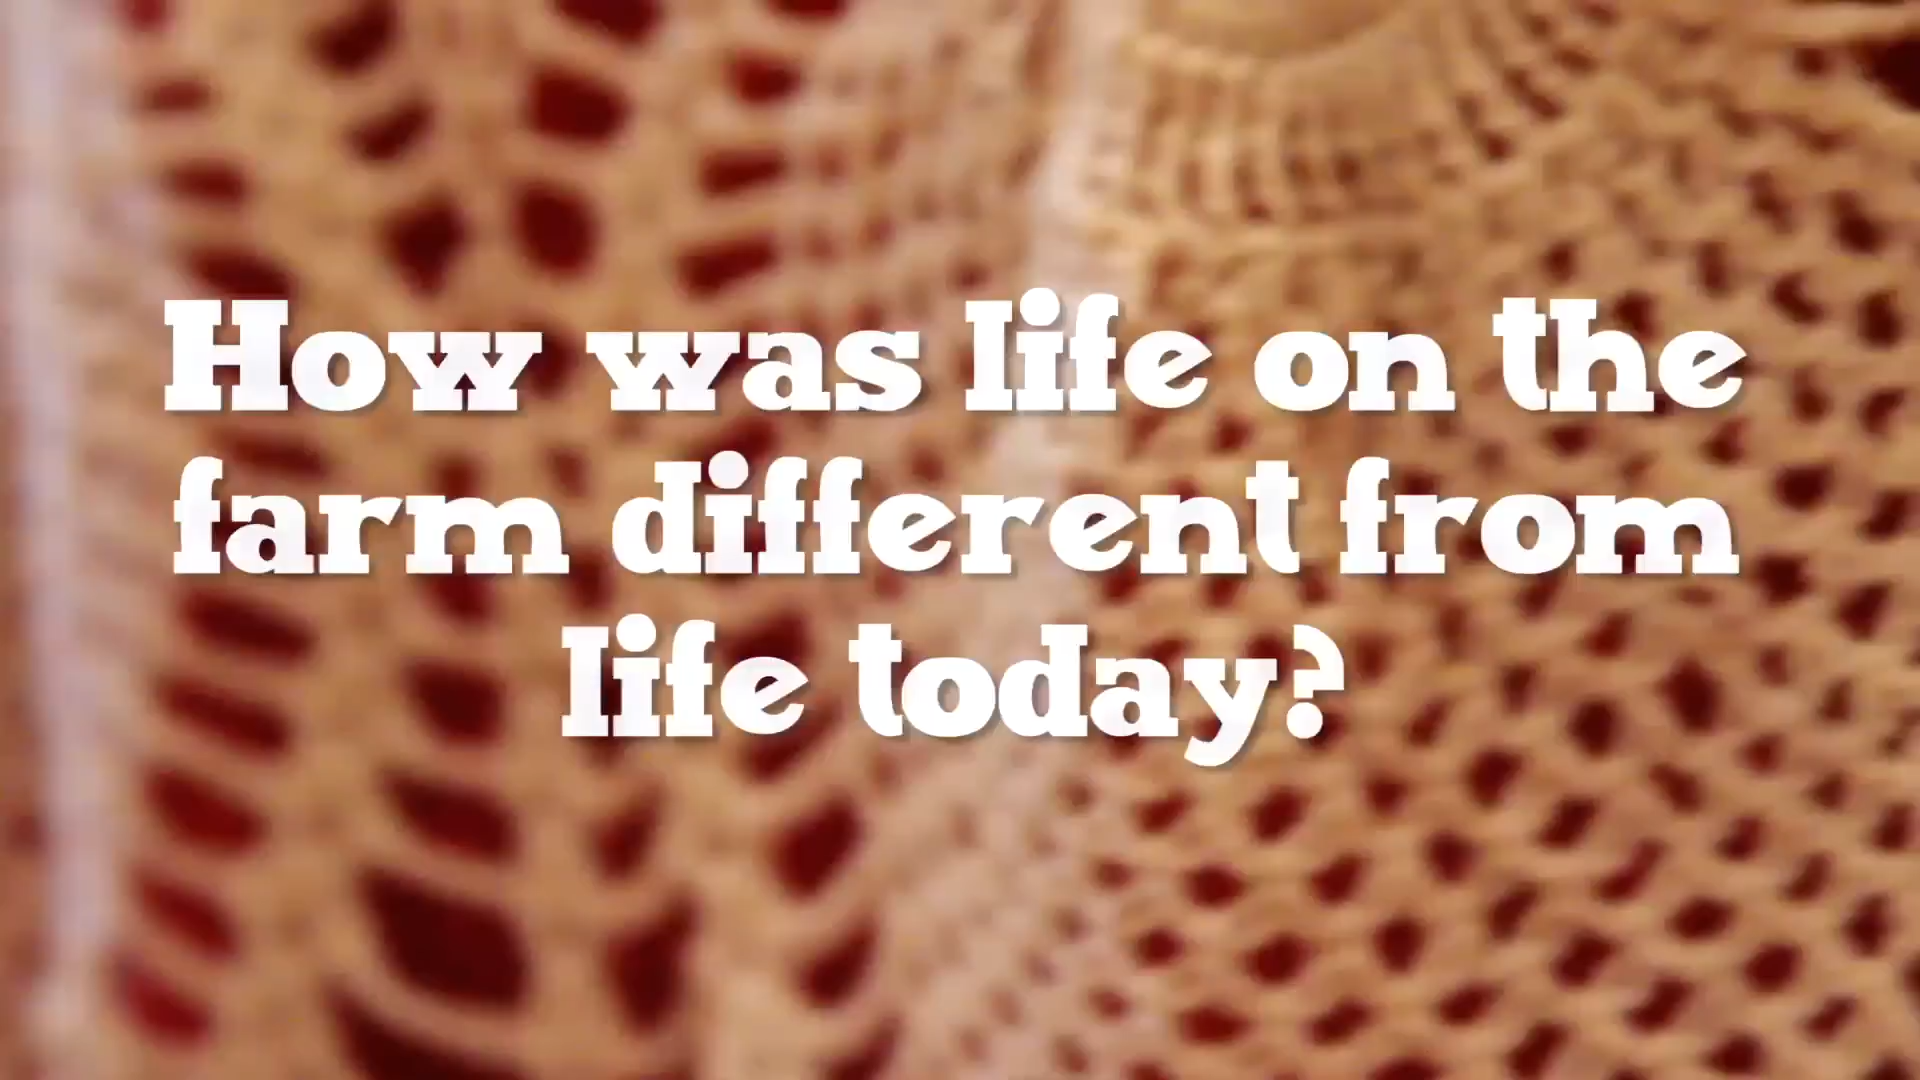 How was life on the
farm different from
life today?